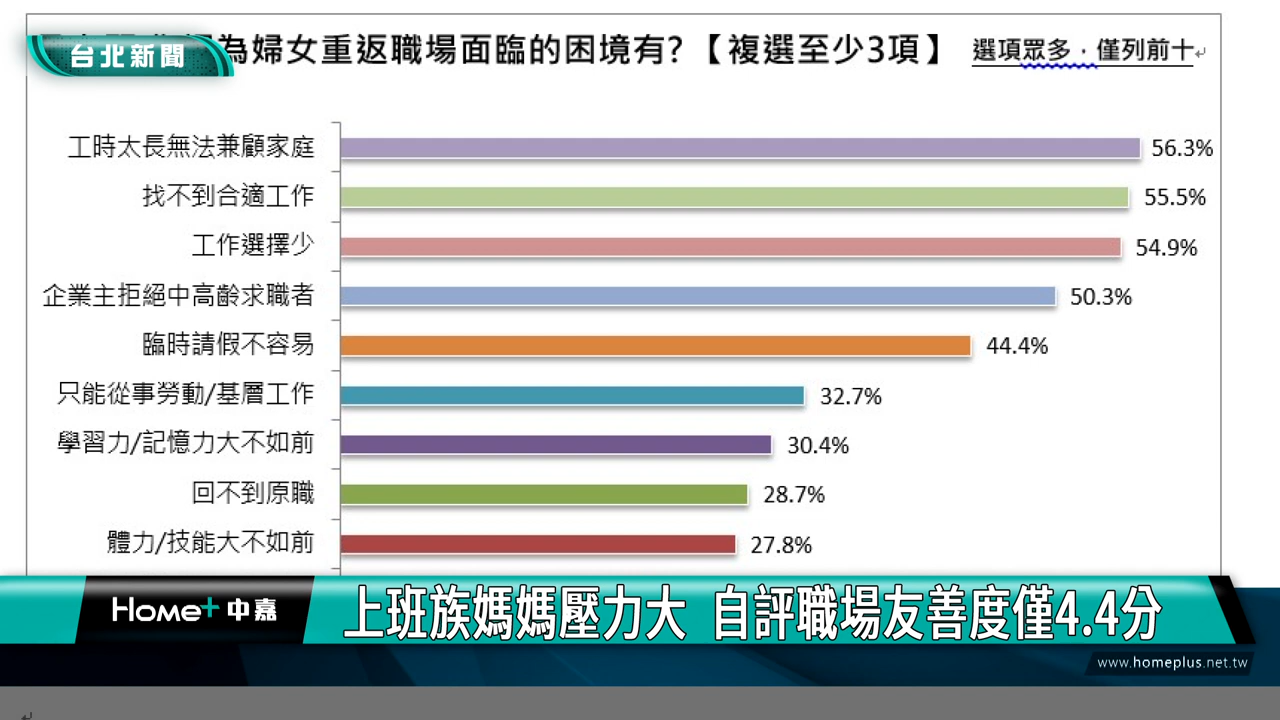 台北新聞
為婦女重返職場面臨的困境有?【複選至少3項】 選項眾多，僅列前十
工時太長無法兼顧家庭 56.3%
找不到合適工作 55.5%
工作選擇少 54.9%
企業主拒絕中高齡求職者 50.3%
臨時請假不容易 44.4%
只能從事勞動/基層工作 32.7%
學習力/記憶力大不如前 30.4%
回不到原職 28.7%
體力/技能大不如前 27.8%
Home+中嘉 上班族媽媽壓力大 自評職場友善度僅4.4分
www.homeplus.net.tw